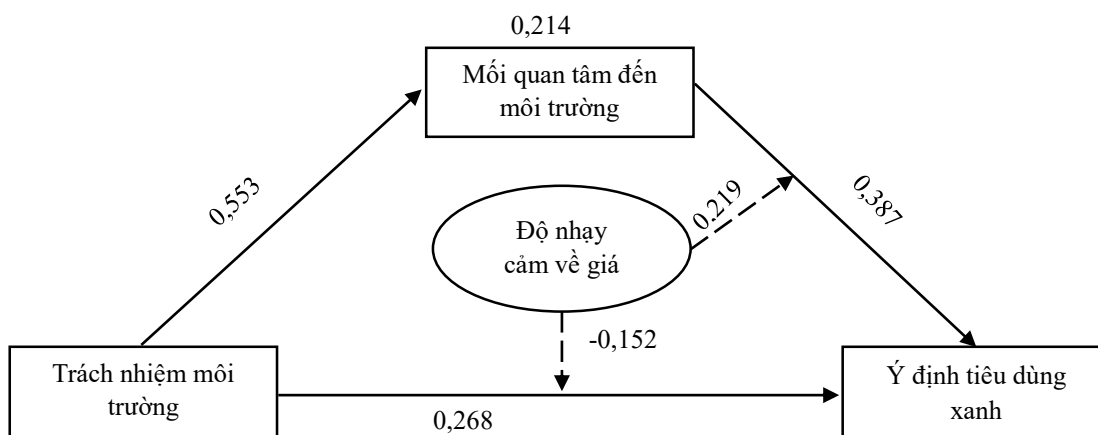 0,214
Mối quan tâm đến
môi trường
0,553
0,219
0,387
Độ nhạy
cảm về giá
-0,152
Trách nhiệm môi
trường
0,268
Ý định tiêu dùng
xanh